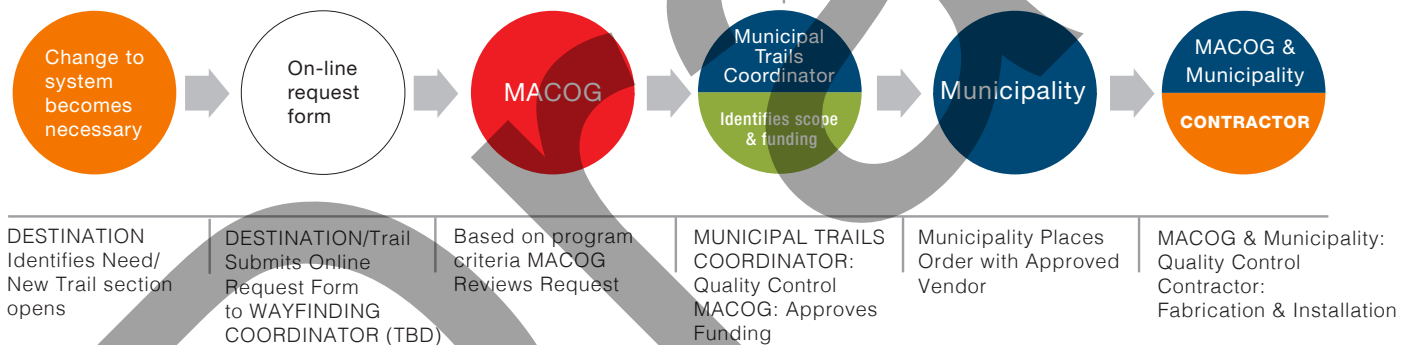 Change to
system
becomes
necessary
On-line
request
form
MACOG
Municipal
Trails
Coordinator
Identifies scope
& funding
Municipality
MACOG &
Municipality
CONTRACTOR
DESTINATION
Identifies Need/
New Trail section
opens
DESTINATION/Trail
Submits Online
Request Form
to WAYFINDING
COORDINATOR (TBD)
Based on program
criteria MACOG
Reviews Request
MUNICIPAL TRAILS
COORDINATOR:
Quality Control
MACOG: Approves
Funding
Municipality Places
Order with Approved
Vendor
MACOG & Municipality:
Quality Control
Contractor:
Fabrication & Installation